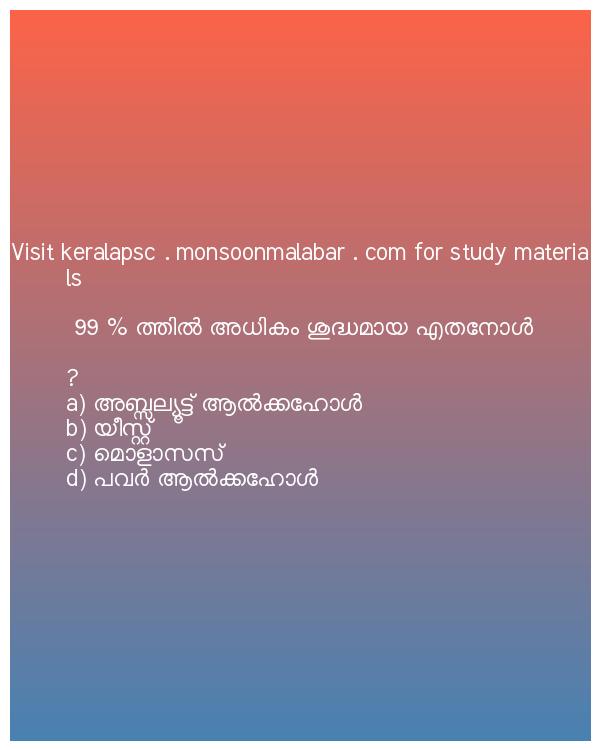 Visit keralapsc . monsoonmalabar . com for study materia
ls
99 % ത്തിൽ അധികം ശുദ്ധമായ എതനോൾ
?
a) അബ്സല്യൂട്ട് ആൽക്കഹോൾ
b) യീസ്റ്റ്
c) മൊളാസസ്
d) പവർ ആൽക്കഹോൾ